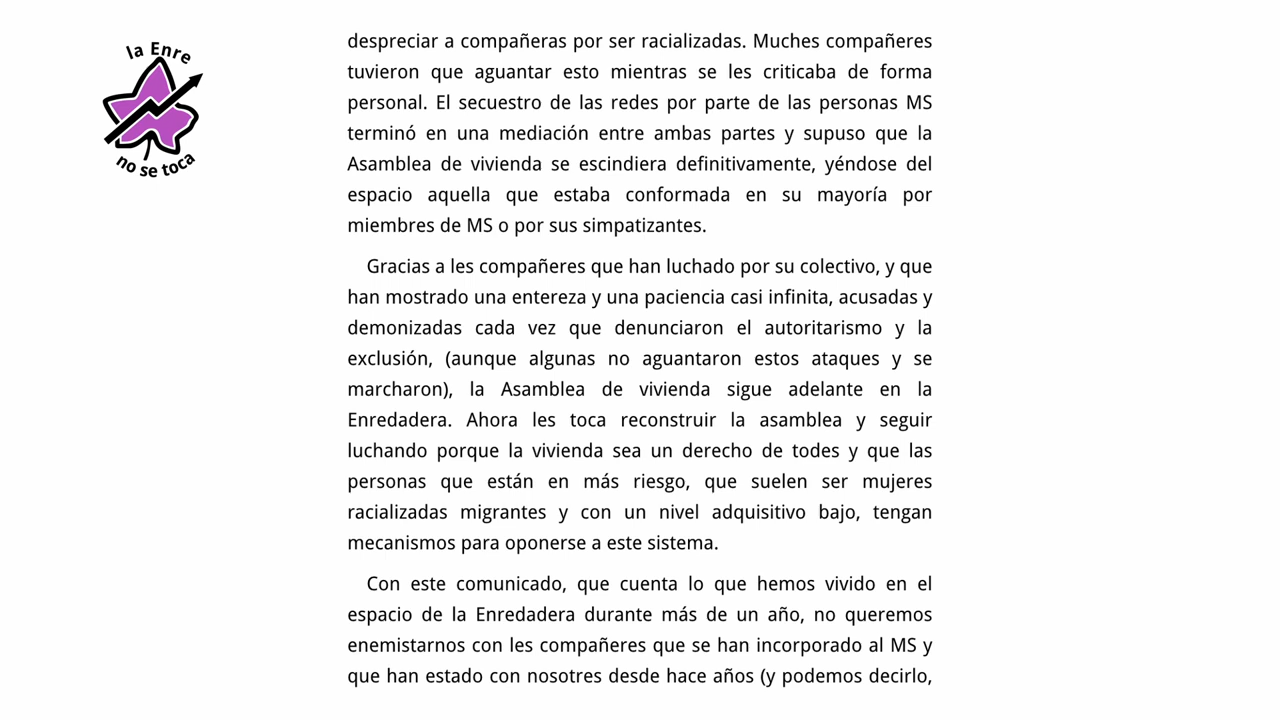 la Enre
no se toca
despreciar a compañeras por ser racializadas. Muches compañeres
tuvieron que aguantar esto mientras se les criticaba de forma
personal. El secuestro de las redes por parte de las personas MS
terminó en una mediación entre ambas partes y supuso que la
Asamblea de vivienda se escindiera definitivamente, yéndose del
espacio aquella que estaba conformada en su mayoría por
miembres de MS o por sus simpatizantes.
Gracias a les compañeres que han luchado por su colectivo, y que
han mostrado una entereza y una paciencia casi infinita, acusadas y
demonizadas cada vez que denunciaron el autoritarismo y la
exclusión, (aunque algunas no aguantaron estos ataques y se
marcharon), la Asamblea de vivienda sigue adelante en la
Enredadera. Ahora les toca reconstruir la asamblea y seguir
luchando porque la vivienda sea un derecho de todes y que las
personas que están en más riesgo, que suelen ser mujeres
racializadas migrantes y con un nivel adquisitivo bajo, tengan
mecanismos para oponerse a este sistema.
Con este comunicado, que cuenta lo que hemos vivido en el
espacio de la Enredadera durante más de un año, no queremos
enemistarnos con les compañeres que se han incorporado al MS y
que han estado con nosotres desde hace años (y podemos decirlo,